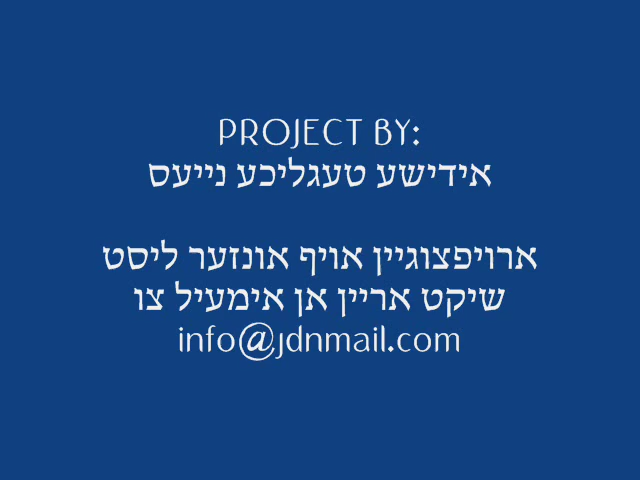 PROJECT BY:
אידישע טעגליכע נייעס
ארויפצוגיין אויף אונזער ליסט
שיקט אריין אן אימעיל צו
info@jdnmail.com